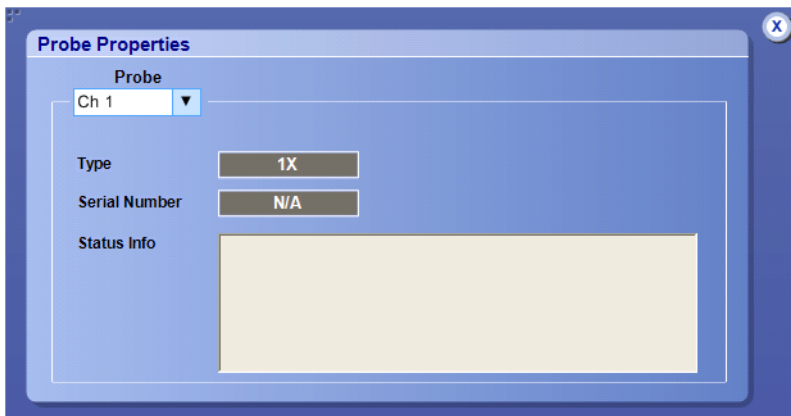 X
Probe Properties
Probe
Ch 1 ▼
Type 1X
Serial Number N/A
Status Info